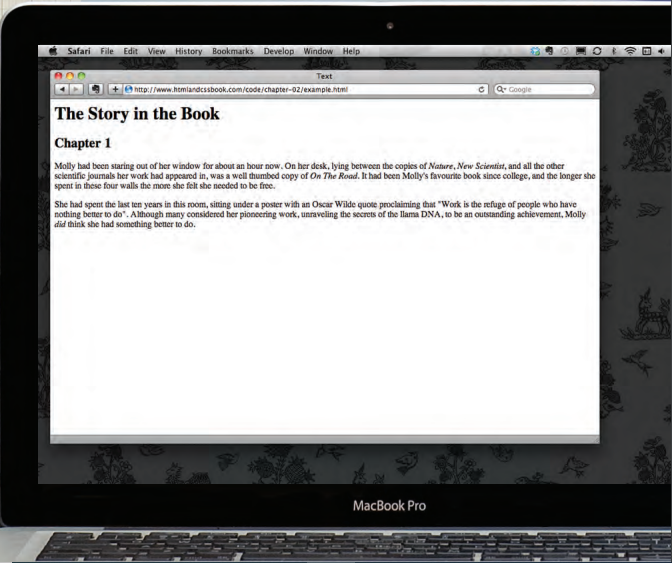 Safari File Edit View History Bookmarks Develop Window Help
Text
http://www.htmlandcssbook.com/code/chapter-02/example.html
Google
The Story in the Book
Chapter 1
Molly had been staring out of her window for about an hour now. On her desk, lying between the copies of Nature, New Scientist, and all the other
scientific journals her work had appeared in, was a well thumbed copy of On The Road. It had been Molly's favourite book since college, and the longer she
spent in these four walls the more she felt she needed to be free.
She had spent the last ten years in this room, sitting under a poster with an Oscar Wilde quote proclaiming that "Work is the refuge of people who have
nothing better to do". Although many considered her pioneering work, unraveling the secrets of the llama DNA, to be an outstanding achievement, Molly
did think she had something better to do.
MacBook Pro